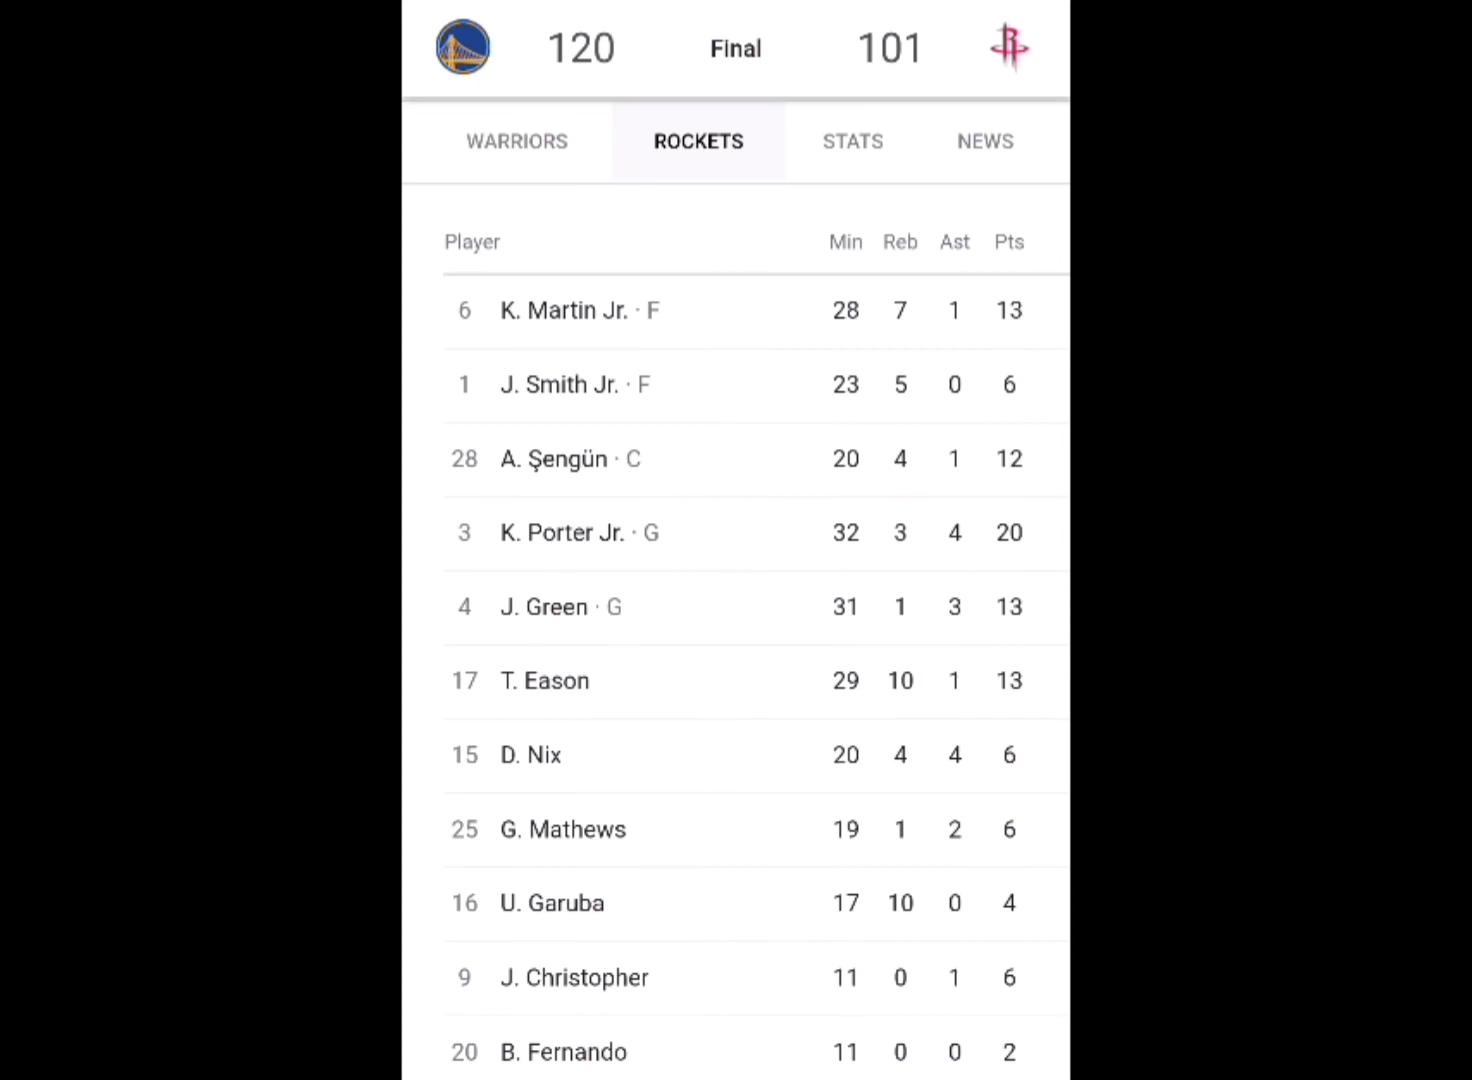 120 Final 101
WARRIORS ROCKETS STATS NEWS
Player Min Reb Ast Pts
6 K. Martin Jr. · F 28 7 1 13
1 J. Smith Jr. · F 23 5 0 6
28 A. Şengün · C 20 4 1 12
3 K. Porter Jr. · G 32 3 4 20
4 J. Green · G 31 1 3 13
17 T. Eason 29 10 1 13
15 D. Nix 20 4 4 6
25 G. Mathews 19 1 2 6
16 U. Garuba 17 10 0 4
9 J. Christopher 11 0 1 6
20 B. Fernando 11 0 0 2